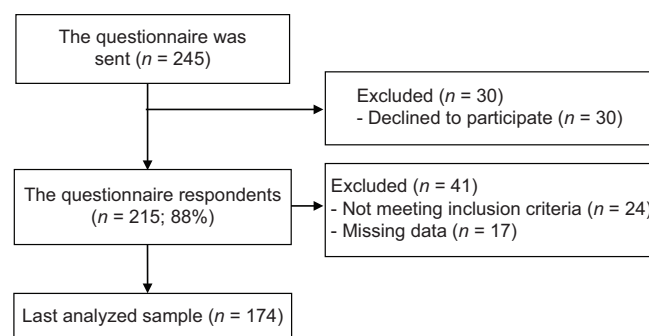 The questionnaire was
sent (n = 245)
Excluded (n = 30)
- Declined to participate (n = 30)
The questionnaire respondents
(n = 215; 88%)
Excluded (n = 41)
- Not meeting inclusion criteria (n = 24)
- Missing data (n = 17)
Last analyzed sample (n = 174)